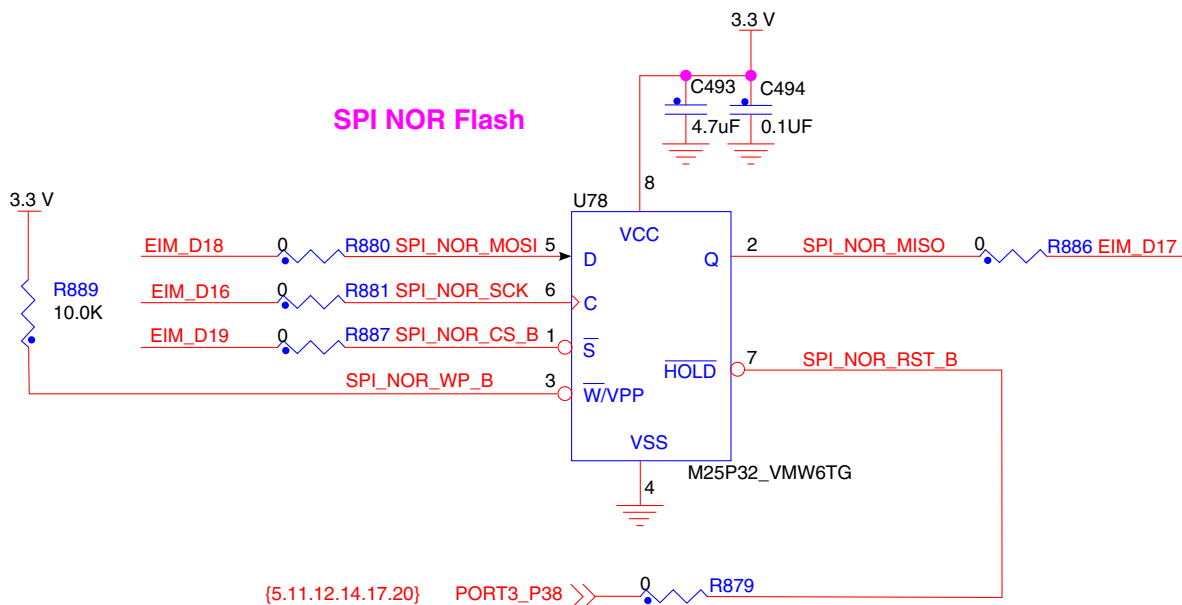 3.3 V
C493
C494
4.7uF
0.1UF
SPI NOR Flash
8
3.3 V
U78
VCC
EIM_D18 0 R880 SPI_NOR_MOSI 5 D
Q 2 SPI_NOR_MISO 0 R886 EIM_D17
R889
10.0K
EIM_D16 0 R881 SPI_NOR_SCK 6 C
EIM_D19 0 R887 SPI_NOR_CS_B 1 S
HOLD 7 SPI_NOR_RST_B
SPI_NOR_WP_B 3 W/VPP
VSS
M25P32_VMW6TG
4
{5.11.12.14.17.20} PORT3_P38 0 R879